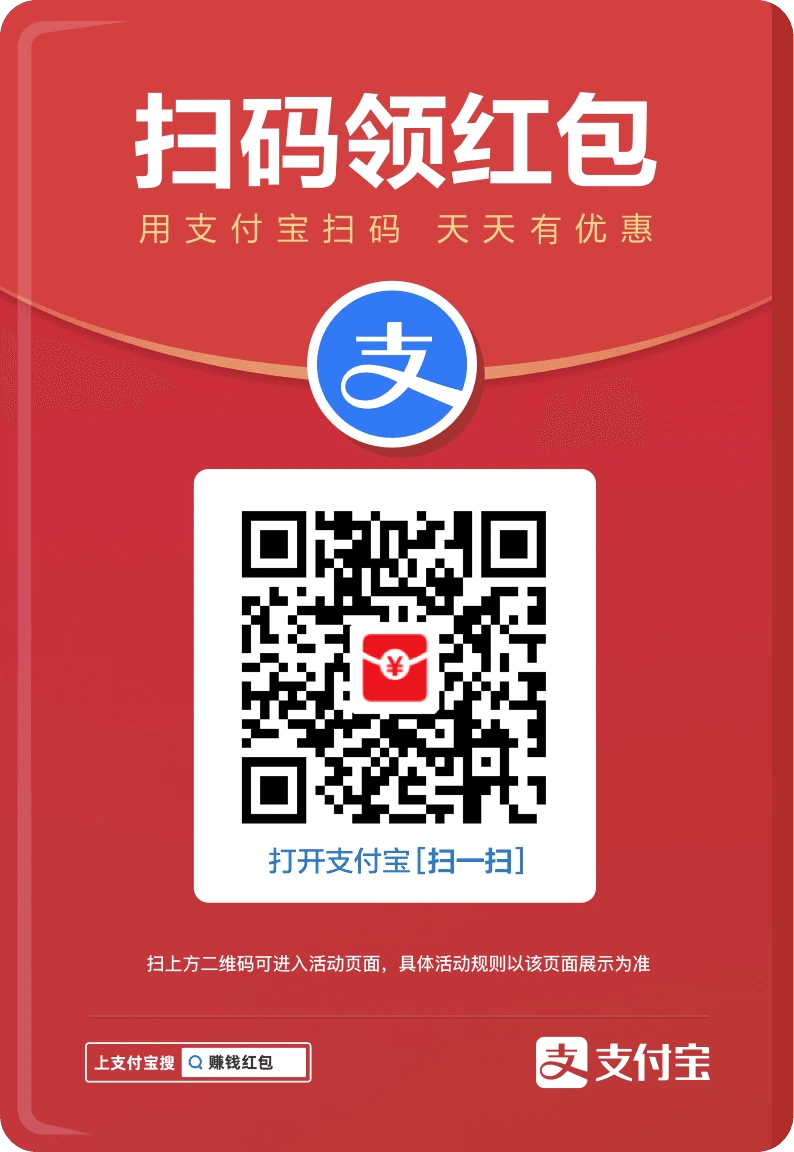 扫码领红包
用支付宝扫码 天天有优惠
支
¥
打开支付宝[扫一扫]
扫上方二维码可进入活动页面，具体活动规则以该页面展示为准
上支付宝搜 赚钱红包
支 支付宝